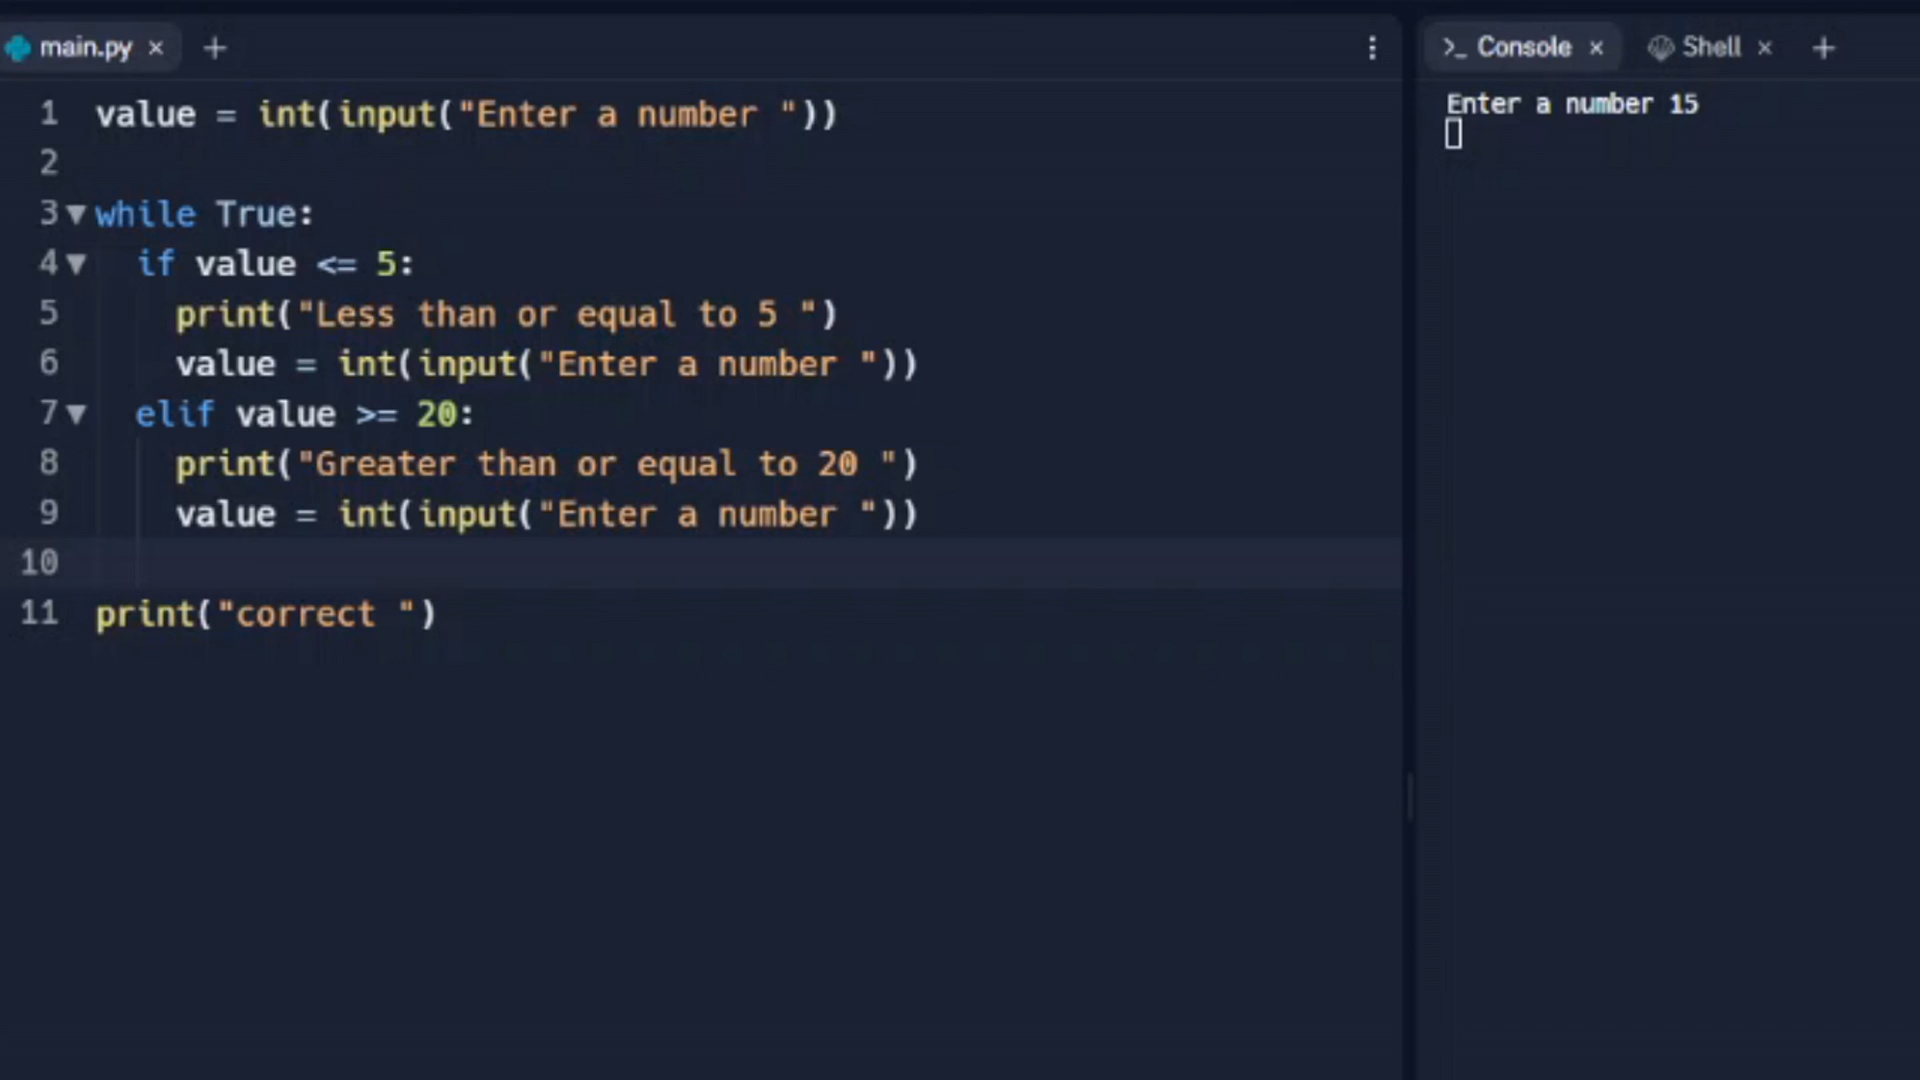 main.py × +
1 value = int(input("Enter a number "))
2
3 while True:
4 if value <= 5:
5 print("Less than or equal to 5 ")
6 value = int(input("Enter a number "))
7 elif value >= 20:
8 print("Greater than or equal to 20 ")
9 value = int(input("Enter a number "))
10
11 print("correct ")
>_ Console × Shell × +
Enter a number 15